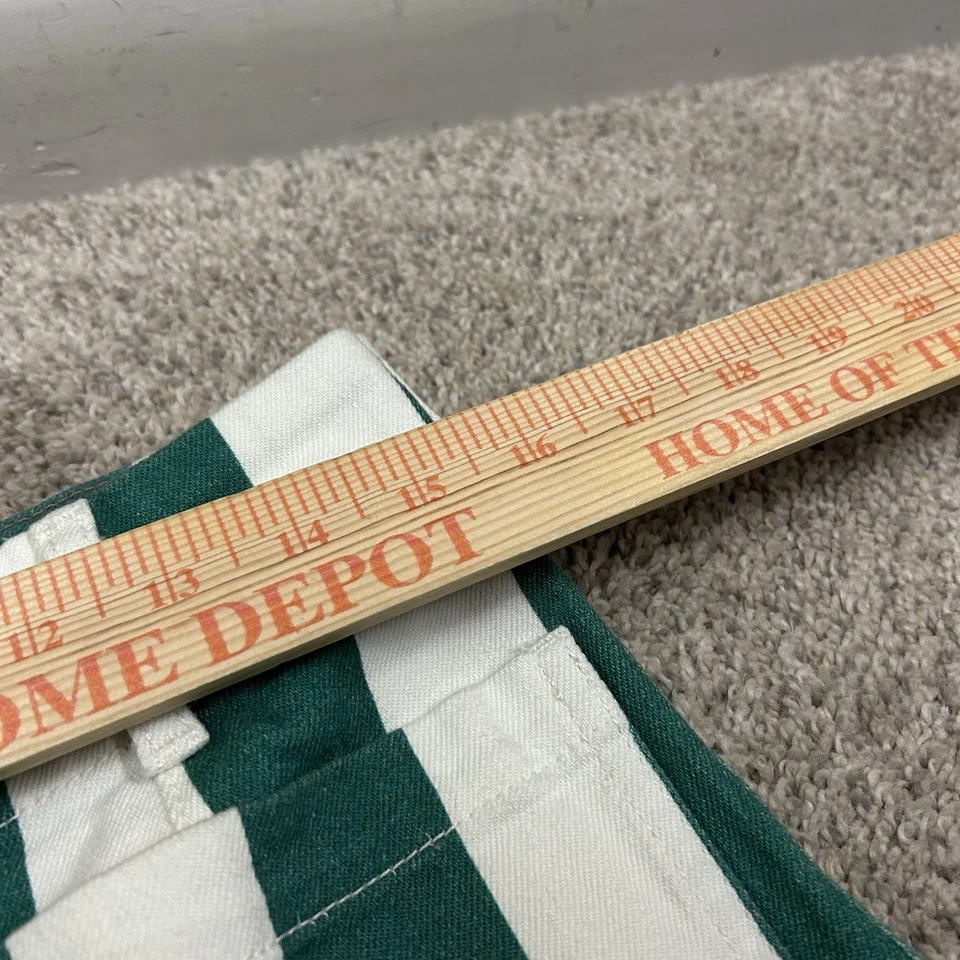 12 13 14 15 16 17 18 19 20
OME DEPOT HOME OF TH